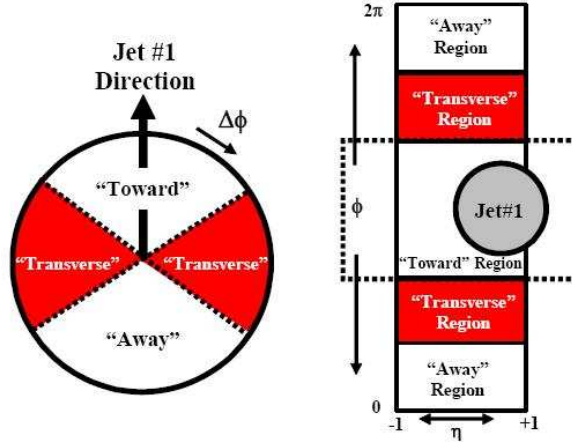 Jet #1
Direction
Δϕ
“Toward”
“Transverse”
“Transverse”
“Away”
2π
“Away”
Region
“Transverse”
Region
ϕ
Jet#1
“Toward” Region
“Transverse”
Region
“Away”
Region
0
-1
η
+1